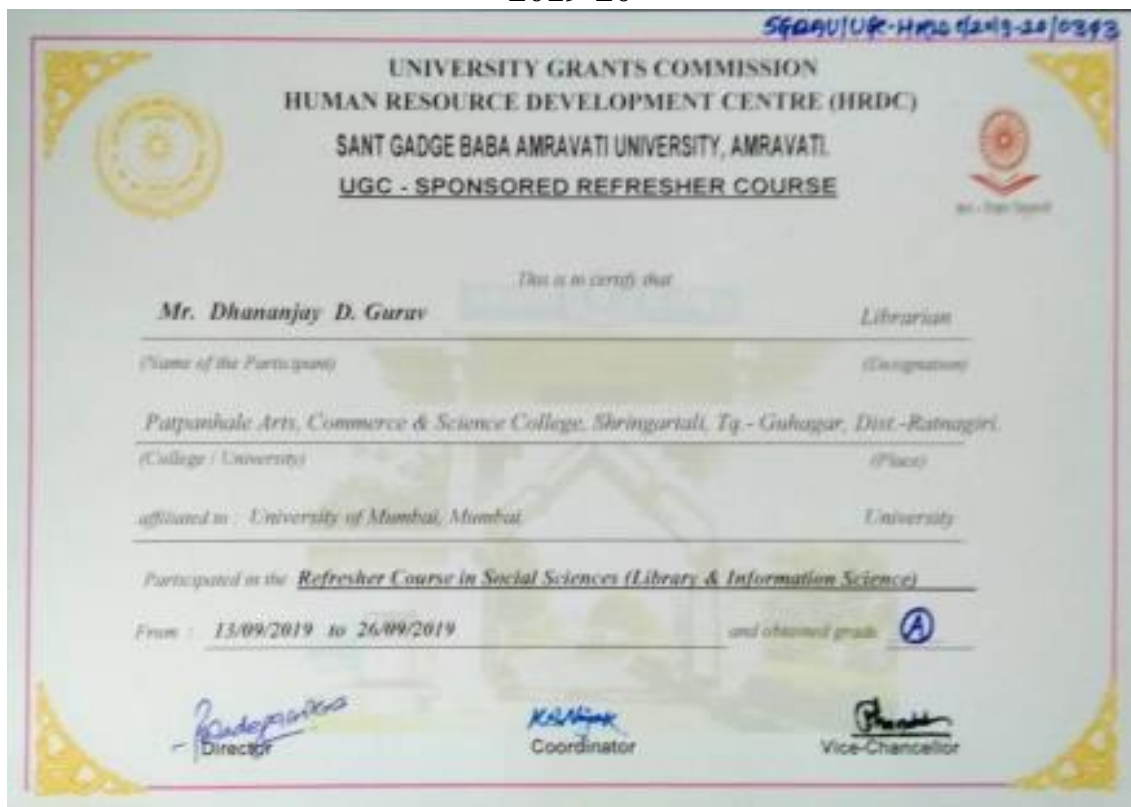 2019-20
SGBAU/UGC-HRDC/2019-20/0343
UNIVERSITY GRANTS COMMISSION
HUMAN RESOURCE DEVELOPMENT CENTRE (HRDC)
SANT GADGE BABA AMRAVATI UNIVERSITY, AMRAVATI.
UGC - SPONSORED REFRESHER COURSE
This is to certify that
Mr. Dhananjay D. Gurav Librarian
(Name of the Participant) (Designation)
Patpanhale Arts, Commerce & Science College, Shringartali, Tq.- Guhagar, Dist.-Ratnagiri.
(College / University) (Place)
affiliated to : University of Mumbai, Mumbai. University
Participated in the Refresher Course in Social Sciences (Library & Information Science)
From : 13/09/2019 to 26/09/2019 and obtained grade A
Director Coordinator Vice-Chancellor